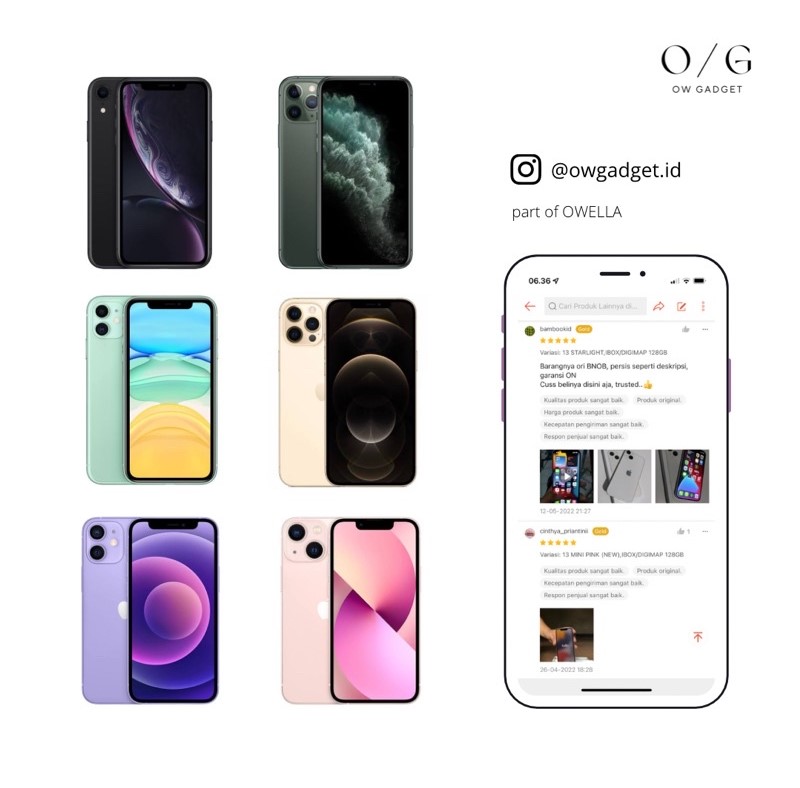 O/G
OW GADGET
@owgadget.id
part of OWELLA
06.36
Cari Produk Lainnya di...
bambookid Gold
Variasi: 13 STARLIGHT,IBOX/DIGIMAP 128GB
Barangnya ori BNOB, persis seperti deskripsi,
garansi ON
Cuss belinya disini aja, trusted..👍
Kualitas produk sangat baik. Produk original.
Harga produk sangat baik.
Kecepatan pengiriman sangat baik.
Respon penjual sangat baik.
12-05-2022 21:27
cinthya_priantinii Gold 1
Variasi: 13 MINI PINK (NEW),IBOX/DIGIMAP 128GB
Kualitas produk sangat baik. Produk original.
Kecepatan pengiriman sangat baik.
Respon penjual sangat baik.
26-04-2022 18:28